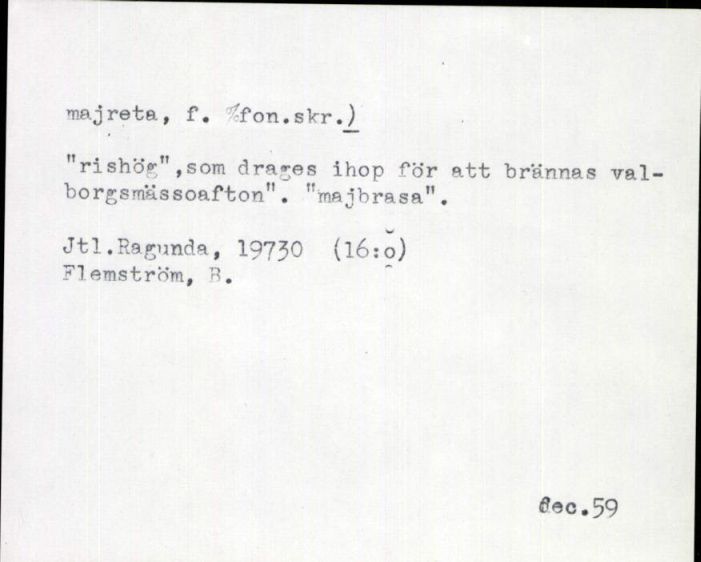 majreta, f. %fon.skr.)
"rishög",som drages ihop för att brännas val-
borgsmässoafton". "majbrasa".
Jtl.Ragunda, 19730 (16:o)
Flemström, B.
dec.59